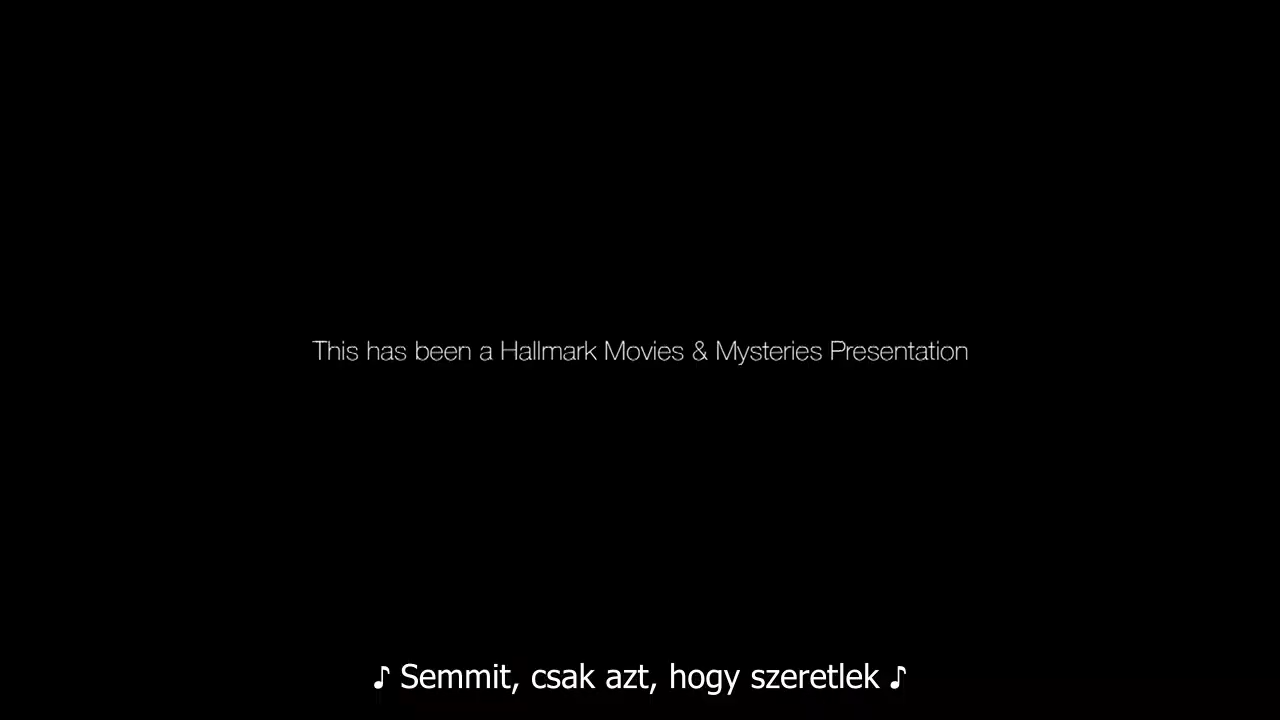 This has been a Hallmark Movies & Mysteries Presentation
♪ Semmit, csak azt, hogy szeretlek ♪